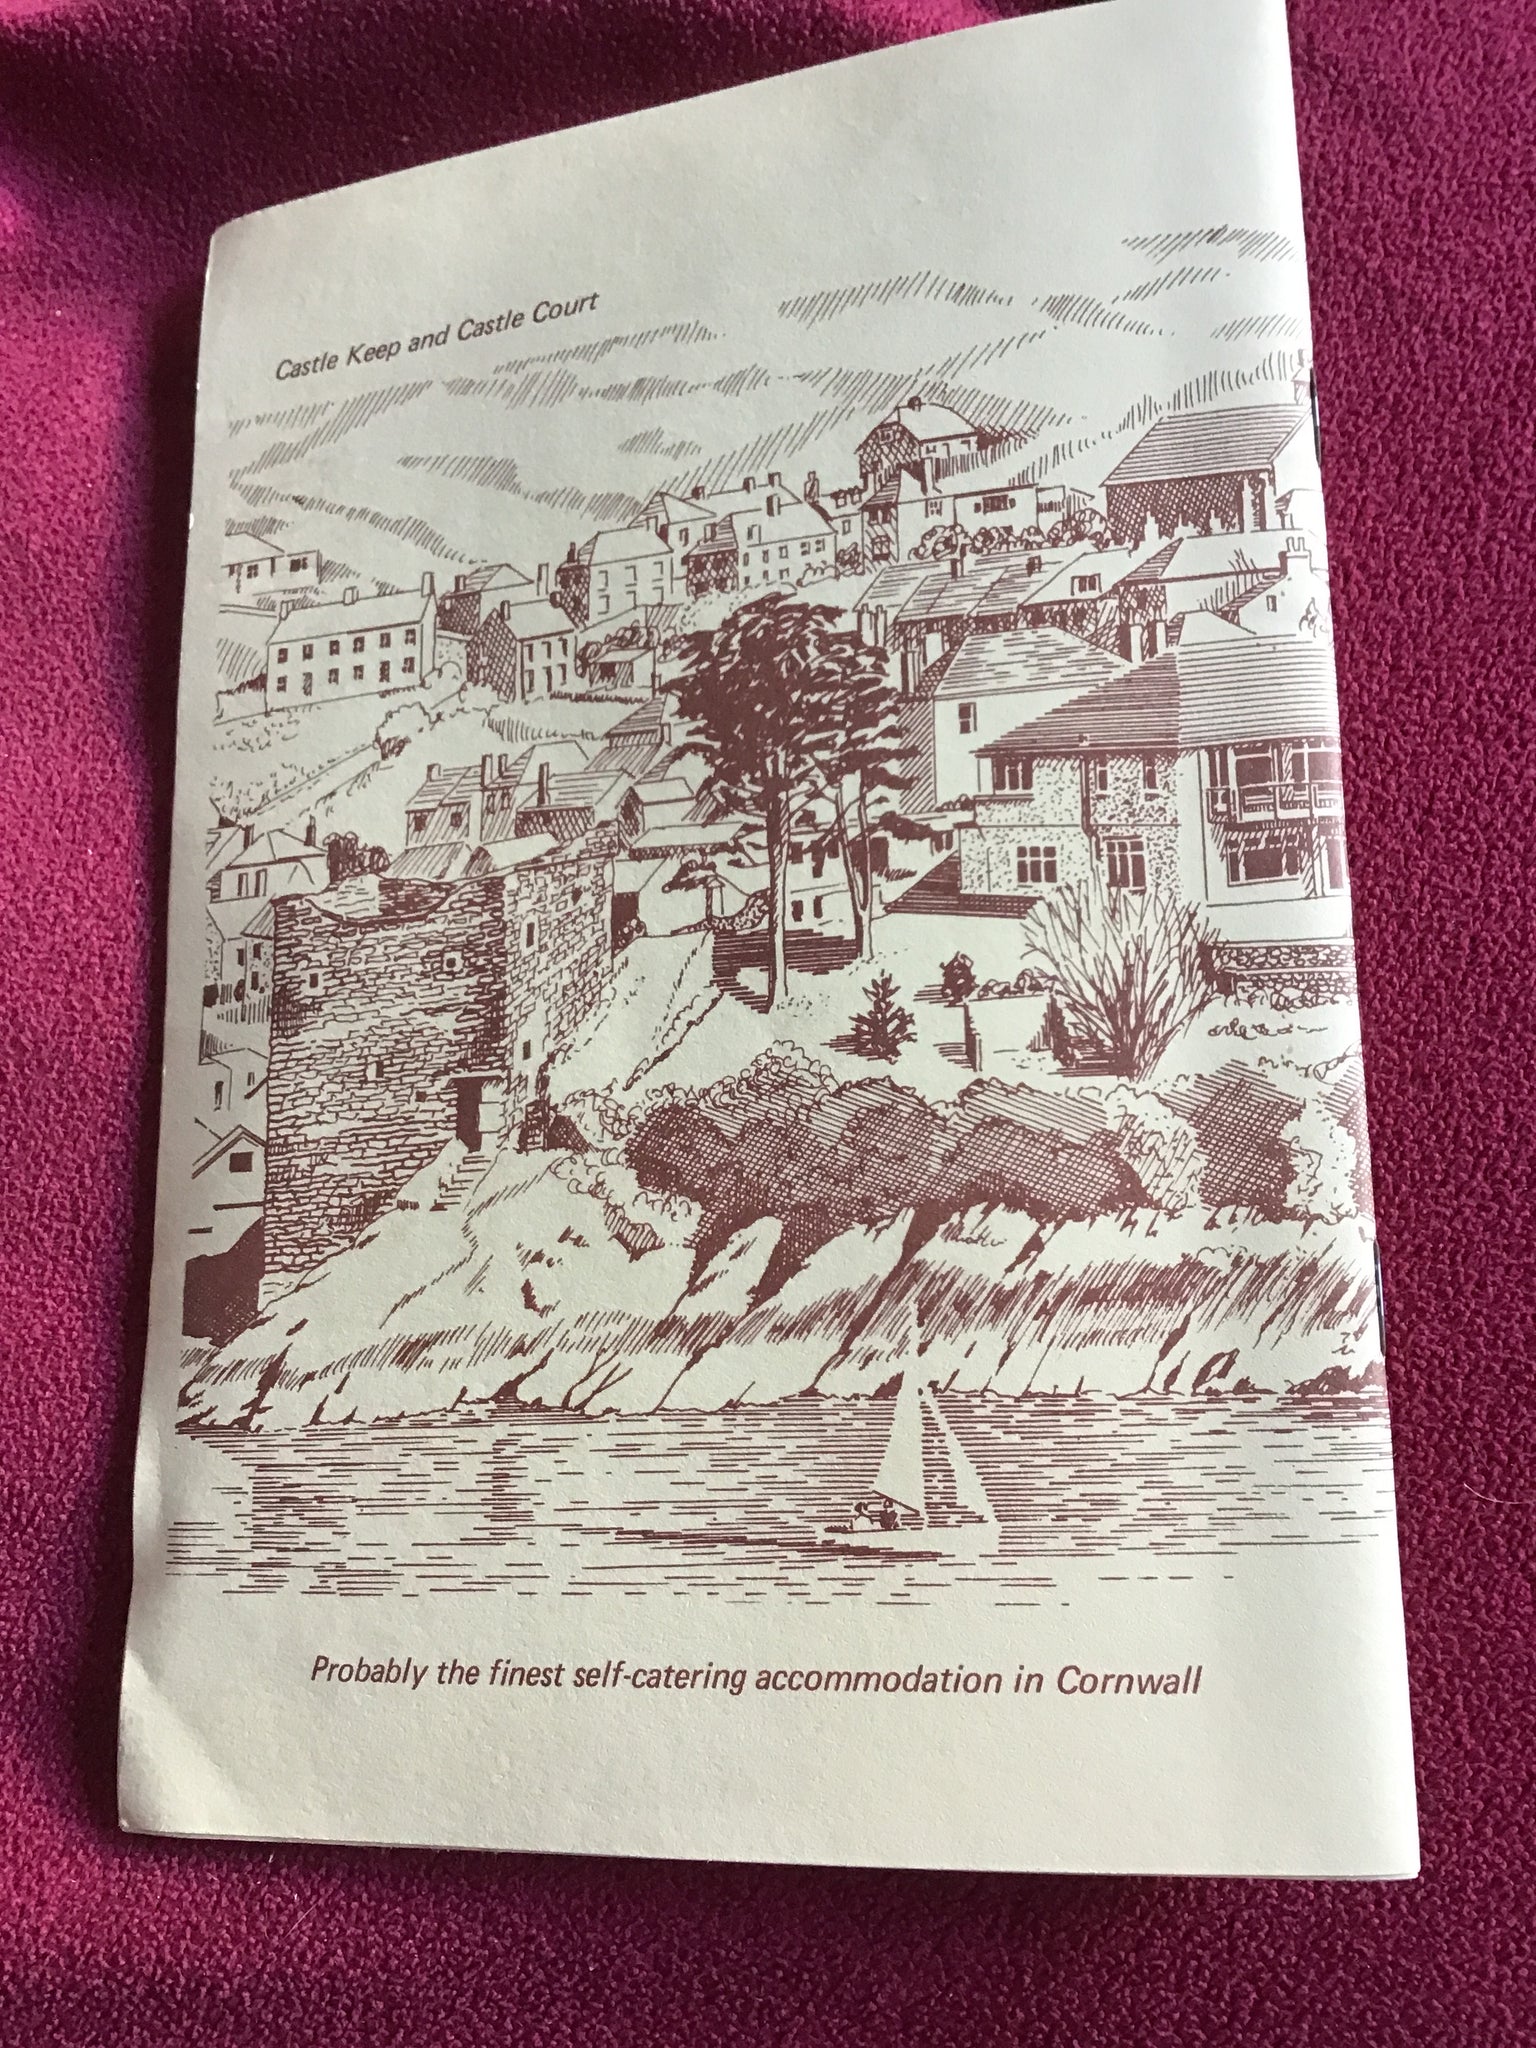 Castle Keep and Castle Court
Probably the finest self-catering accommodation in Cornwall